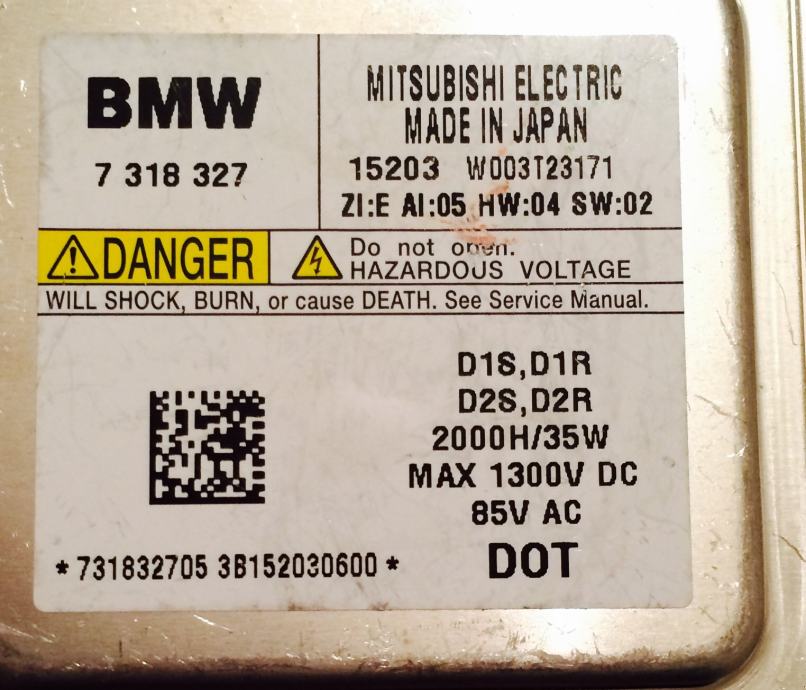 BMW
7 318 327
MITSUBISHI ELECTRIC
MADE IN JAPAN
15203 W003T23171
ZI:E AI:05 HW:04 SW:02
DANGER
Do not open.
HAZARDOUS VOLTAGE
WILL SHOCK, BURN, or cause DEATH. See Service Manual.
D1S,D1R
D2S,D2R
2000H/35W
MAX 1300V DC
85V AC
DOT
*731832705 3B152030600*